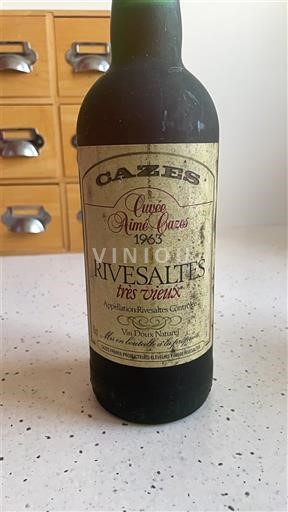 CAZES
Cuvée
Aimé Cazes
1963
VINIOU
RIVESALTES
très vieux
Appellation Rivesaltes Contrôlée
Vin Doux Naturel
Mis en bouteille à la propriété